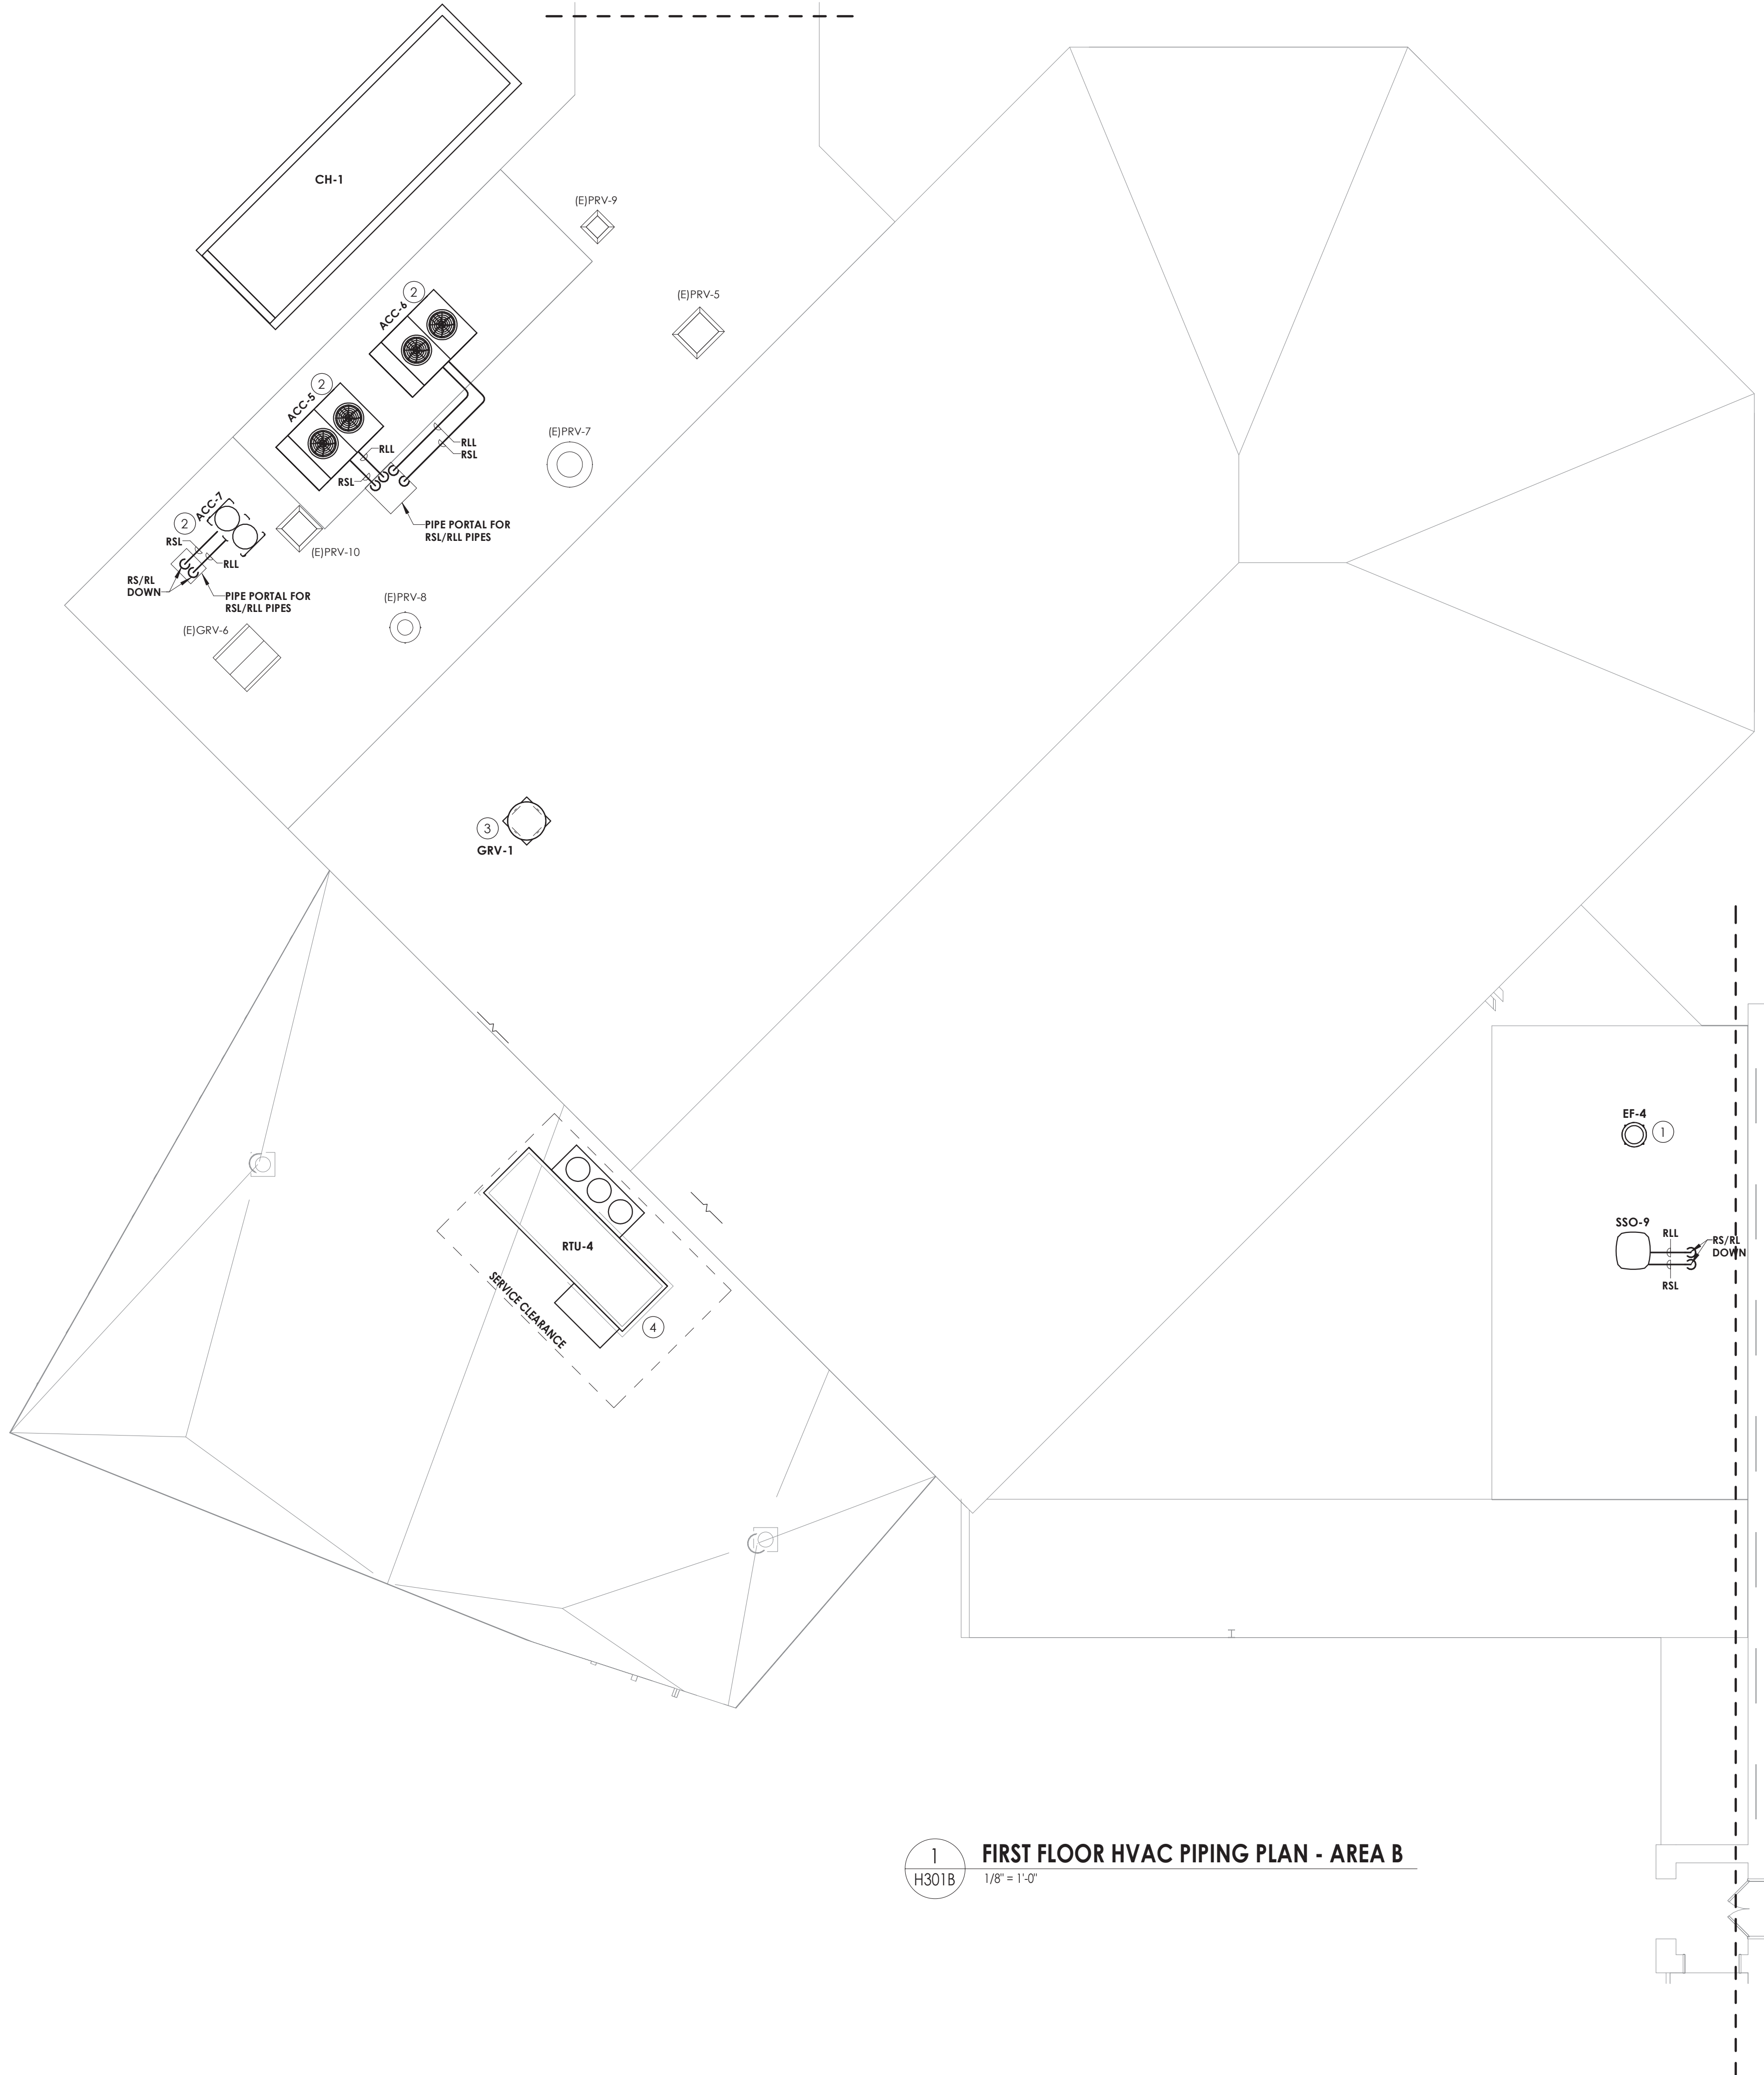 CH-1
(E)PRV-9
2
ACC-6
(E)PRV-5
2
ACC-5
RLL
RSL
(E)PRV-7
RLL
RSL
PIPE PORTAL FOR
RSL/RLL PIPES
2
ACC-7
RSL
RLL
(E)PRV-10
RS/RL
DOWN
PIPE PORTAL FOR
RSL/RLL PIPES
(E)PRV-8
(E)GRV-6
3
GRV-1
EF-4
1
SSO-9
RLL
RS/RL
DOWN
RSL
RTU-4
SERVICE CLEARANCE
4
1
H301B
FIRST FLOOR HVAC PIPING PLAN - AREA B
1/8" = 1'-0"